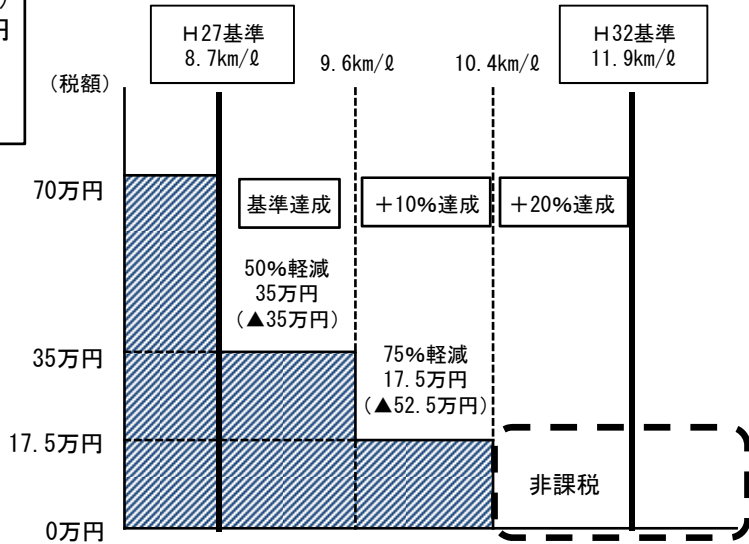 円
H27基準
8.7km/ℓ
9.6km/ℓ
10.4km/ℓ
H32基準
11.9km/ℓ
(税額)
70万円
基準達成
+10%達成
+20%達成
50%軽減
35万円
(▲35万円)
35万円
75%軽減
17.5万円
(▲52.5万円)
17.5万円
非課税
0万円